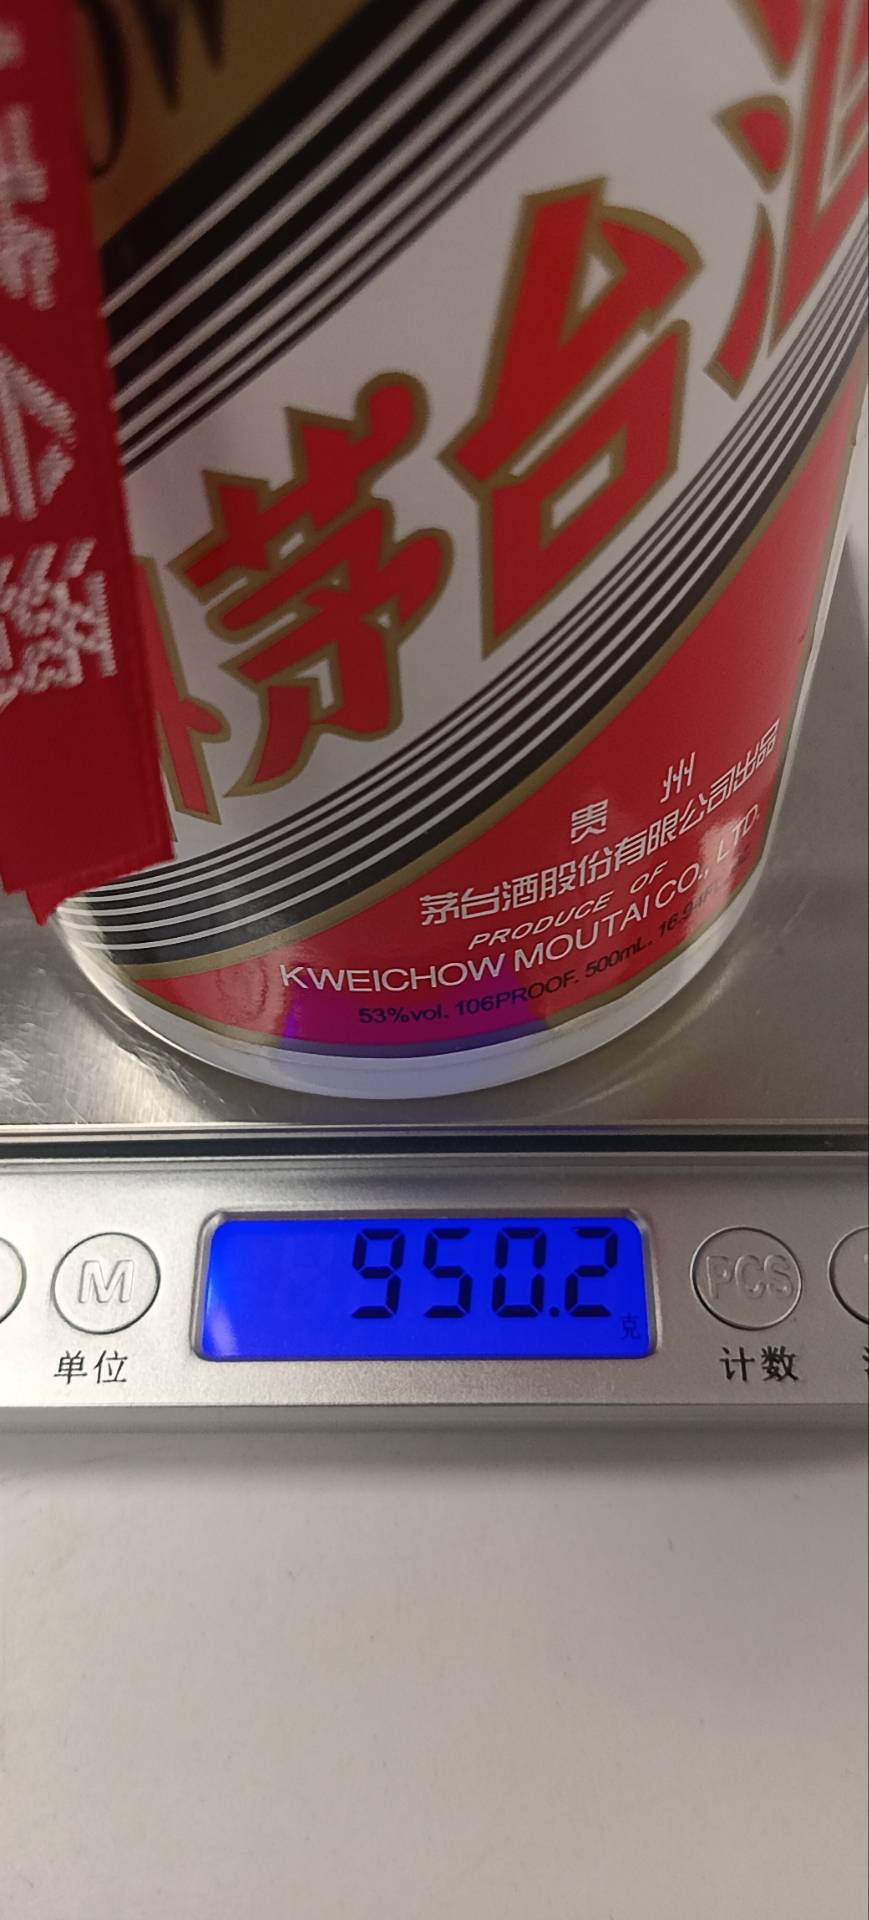 茅台酒
贵州
茅台酒股份有限公司出品
PRODUCE OF
KWEICHOW MOUTAI CO., LTD.
53%vol. 106PROOF. 500mL.
950.2
克
M
PCS
单位
计数